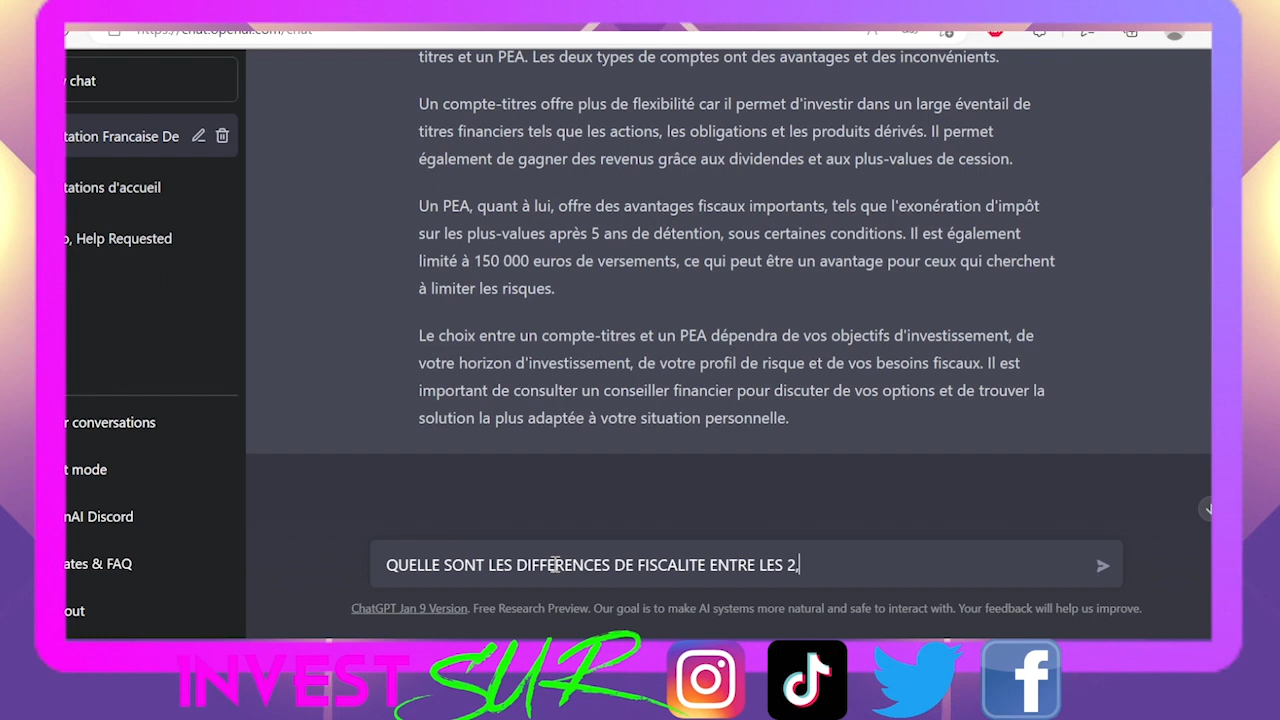 https://chat.openai.com/chat
titres et un PEA. Les deux types de comptes ont des avantages et des inconvénients.
chat
Un compte-titres offre plus de flexibilité car il permet d'investir dans un large éventail de
titres financiers tels que les actions, les obligations et les produits dérivés. Il permet
également de gagner des revenus grâce aux dividendes et aux plus-values de cession.
tation Francaise De
tations d'accueil
Un PEA, quant à lui, offre des avantages fiscaux importants, tels que l'exonération d'impôt
sur les plus-values après 5 ans de détention, sous certaines conditions. Il est également
limité à 150 000 euros de versements, ce qui peut être un avantage pour ceux qui cherchent
à limiter les risques.
o, Help Requested
Le choix entre un compte-titres et un PEA dépendra de vos objectifs d'investissement, de
votre horizon d'investissement, de votre profil de risque et de vos besoins fiscaux. Il est
important de consulter un conseiller financier pour discuter de vos options et de trouver la
solution la plus adaptée à votre situation personnelle.
r conversations
t mode
nAI Discord
ates & FAQ
out
QUELLE SONT LES DIFFERENCES DE FISCALITE ENTRE LES 2,
ChatGPT Jan 9 Version. Free Research Preview. Our goal is to make AI systems more natural and safe to interact with. Your feedback will help us improve.
INVEST SUR